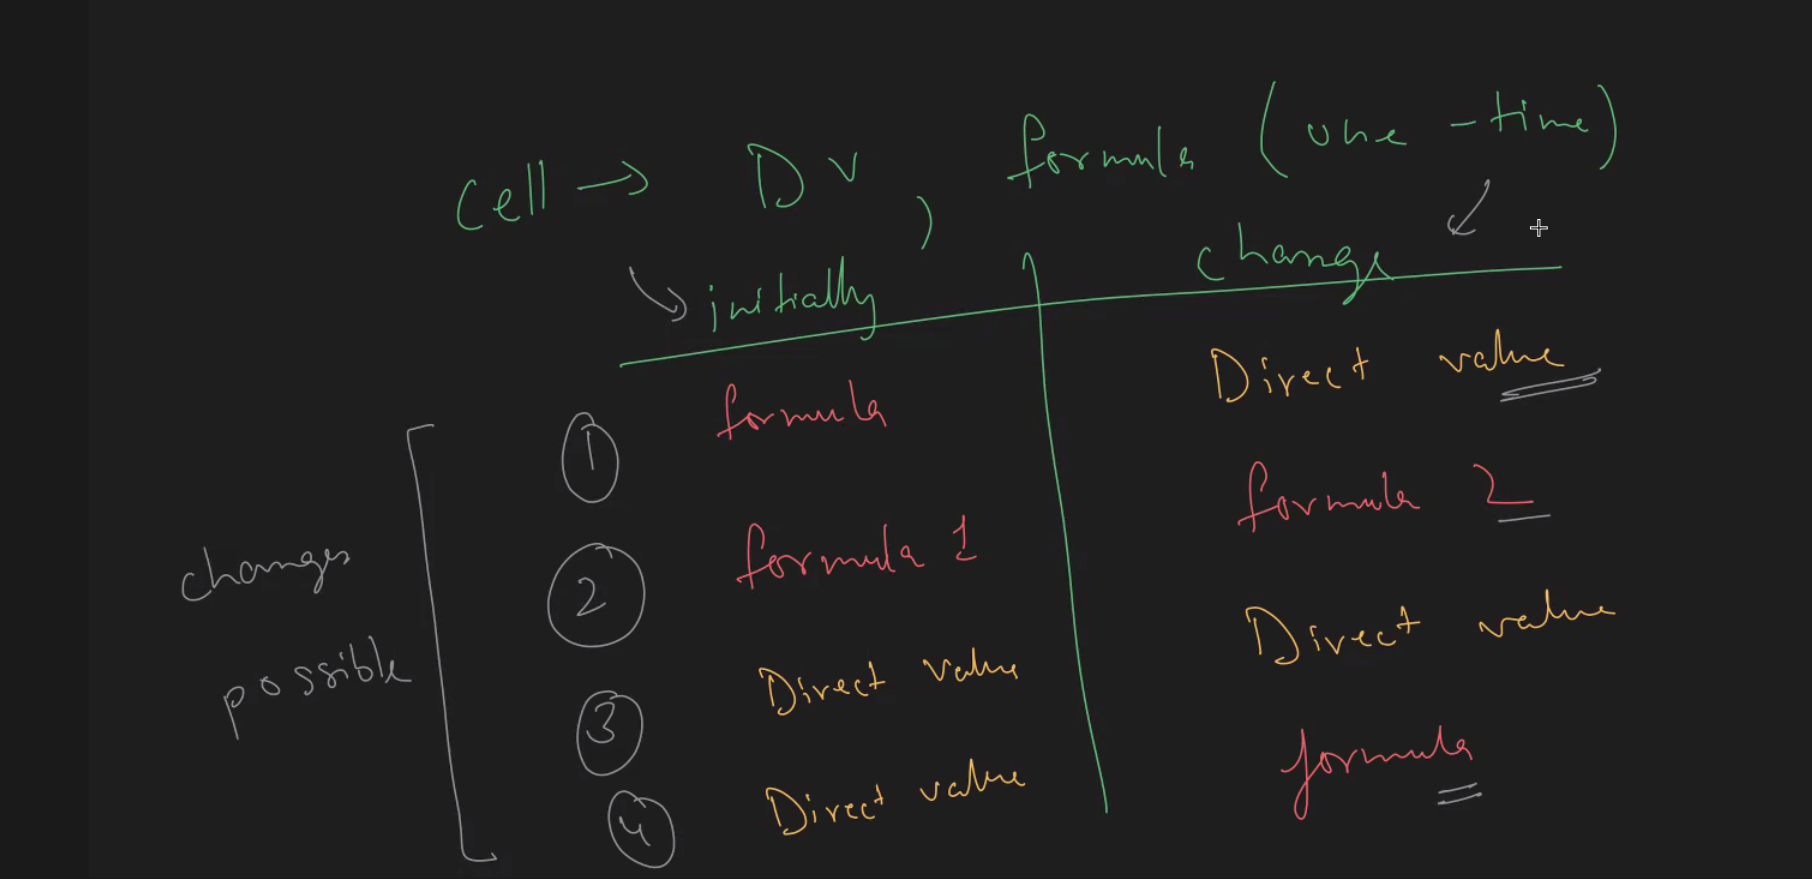 cell → DV, formula (one-time)
initially change
① formula Direct value
② formula 1 formula 2
changes possible
③ Direct value Direct value
④ Direct value formula